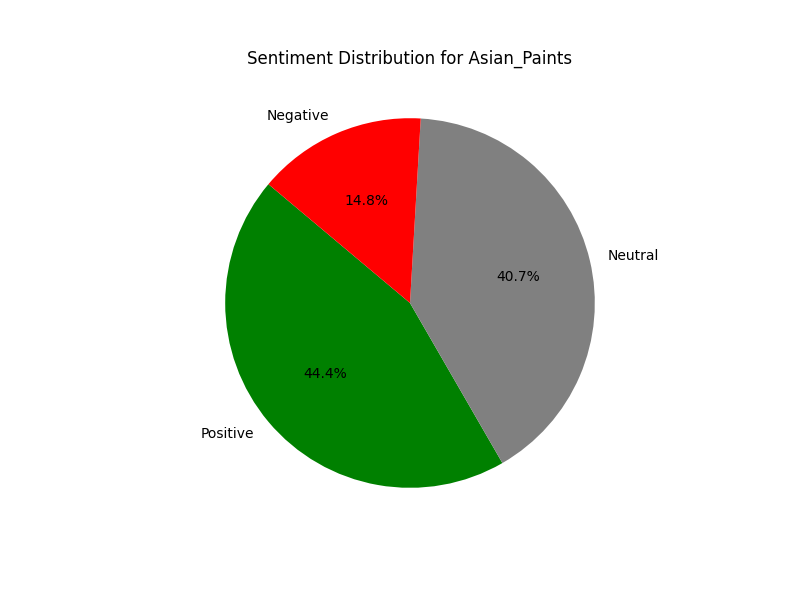 Sentiment Distribution for Asian_Paints
Negative
14.8%
Neutral
40.7%
44.4%
Positive